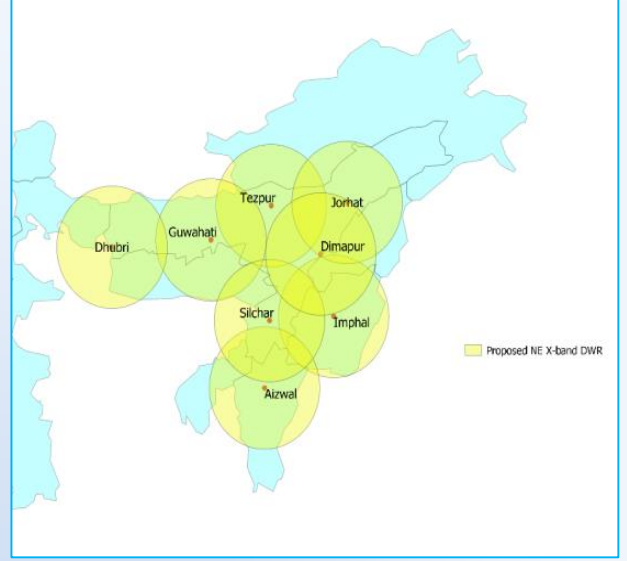 Tezpur
Jorhat
Guwahati
Dhubri
Dimapur
Silchar
Imphal
Proposed NE X-band DWR
Aizwal